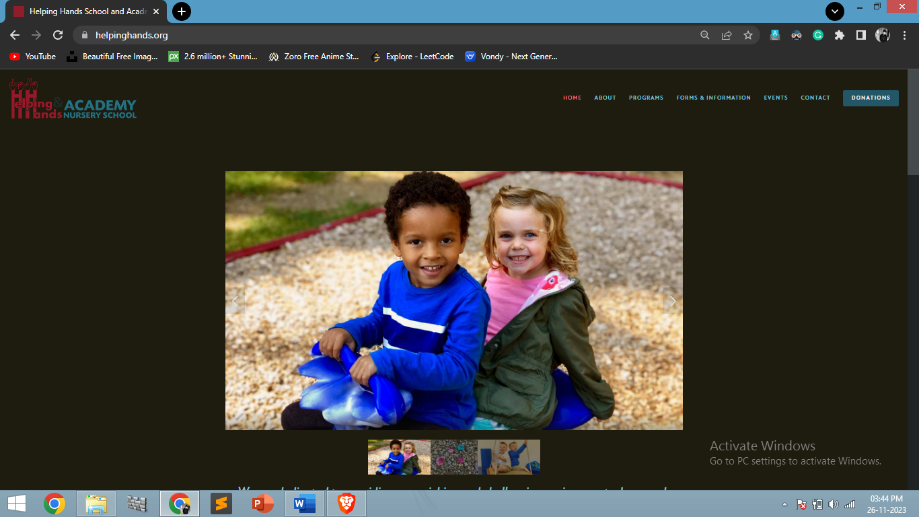 Helping Hands School and Acad
helpinghands.org
YouTube
Beautiful Free Imag...
2.6 million+ Stunni...
Zoro Free Anime St...
Explore - LeetCode
Vondy - Next Gener...
Helping
Hands
ACADEMY
NURSERY SCHOOL
HOME
ABOUT
PROGRAMS
FORMS & INFORMATION
EVENTS
CONTACT
DONATIONS
Activate Windows
Go to PC settings to activate Windows.
03:44 PM
26-11-2023